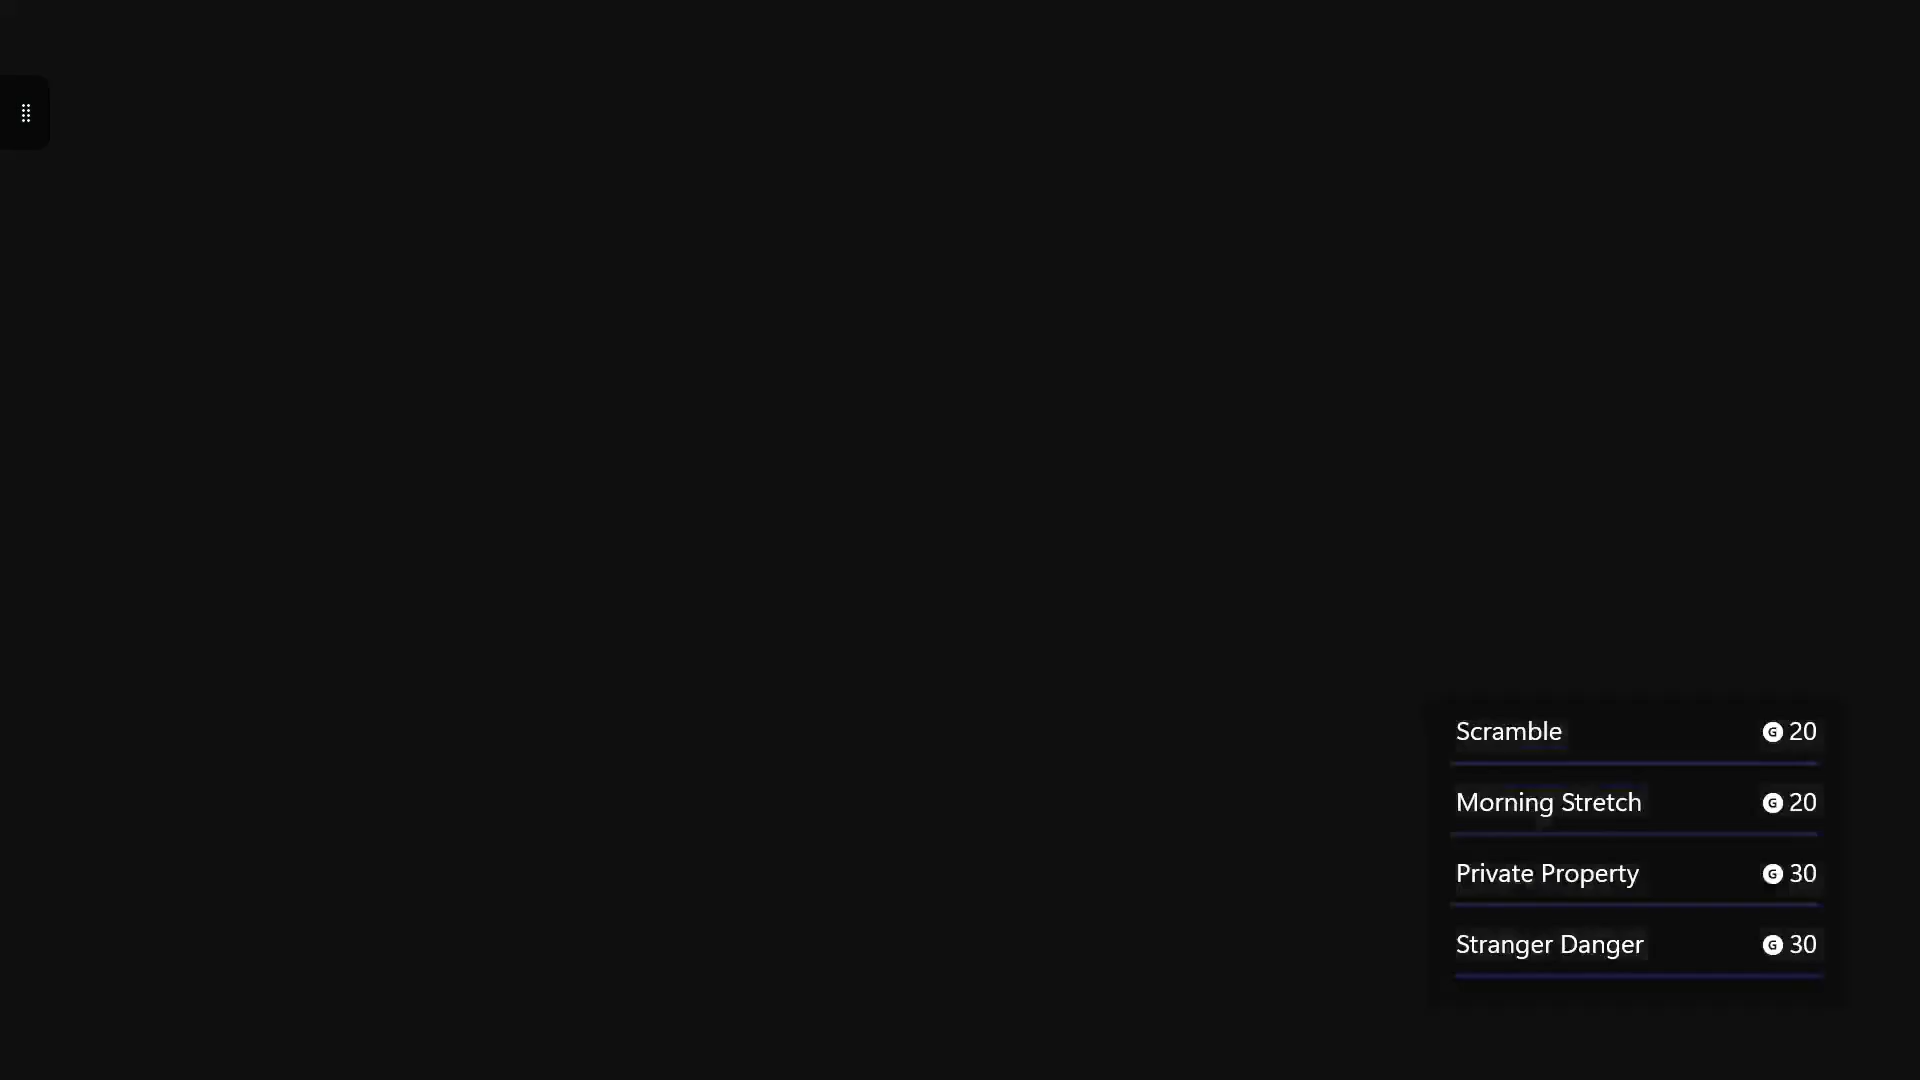 Scramble G 20
Morning Stretch G 20
Private Property G 30
Stranger Danger G 30